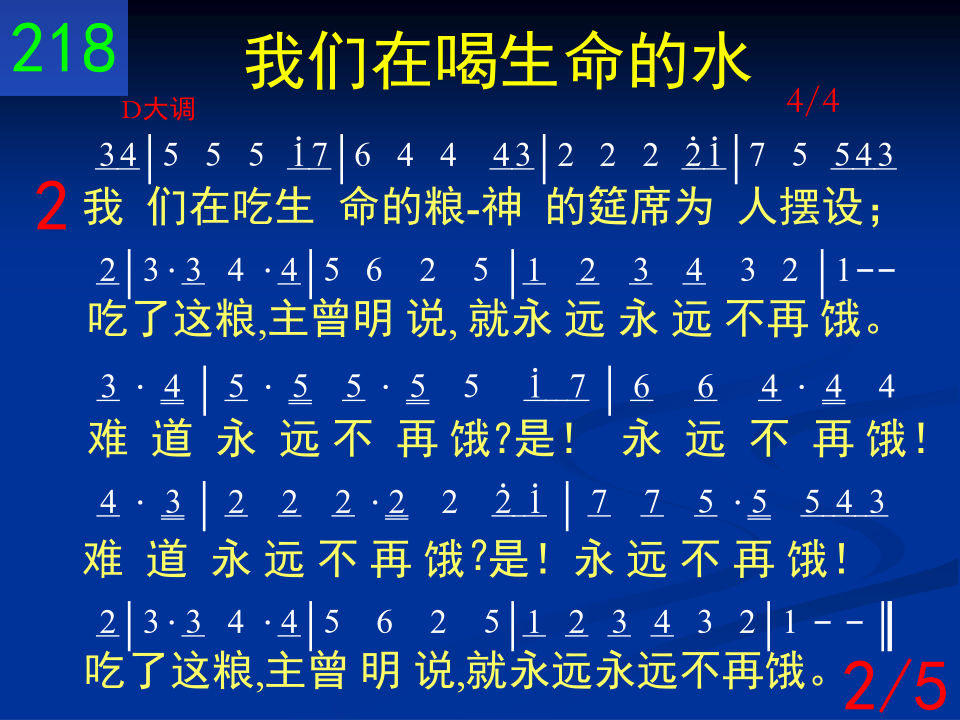 218
我们在喝生命的水
D大调
4/4
34|5 5 5 i̇7|6 4 4 43|2 2 2 2̇i̇|7 5 543
2
我 们在吃生 命的粮-神 的筵席为 人摆设；
2|3·3 4·4|5 6 2 5|1 2 3 4 3 2|1--
吃了这粮,主曾明 说, 就永 远 永 远 不再 饿。
3 · 4|5 · 5 5 · 5 5 i̇ 7|6 6 4 · 4 4
难 道 永 远 不 再 饿?是! 永 远 不 再 饿!
4 · 3|2 2 2 · 2 2 2̇ i̇|7 7 5 · 5 5 4 3
难 道 永 远 不 再 饿?是! 永 远 不 再 饿!
2|3·3 4·4|5 6 2 5|1 2 3 4 3 2|1 - -‖
吃了这粮,主曾 明 说,就永远永远不再饿。
2/5